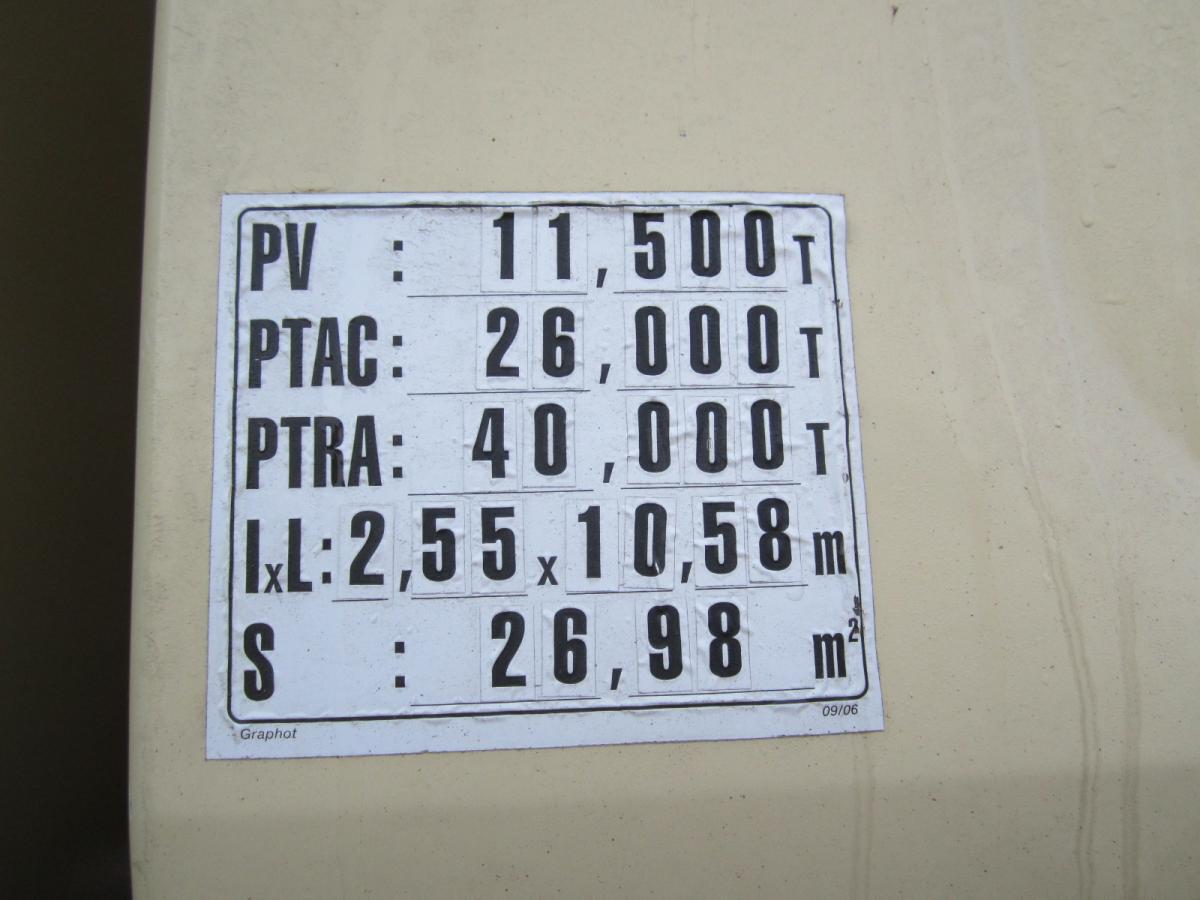 PV : 11,500 T
PTAC : 26,000 T
PTRA : 40,000 T
lxL : 2,55 x 10,58 m
S : 26,98 m²
Graphot 09/06